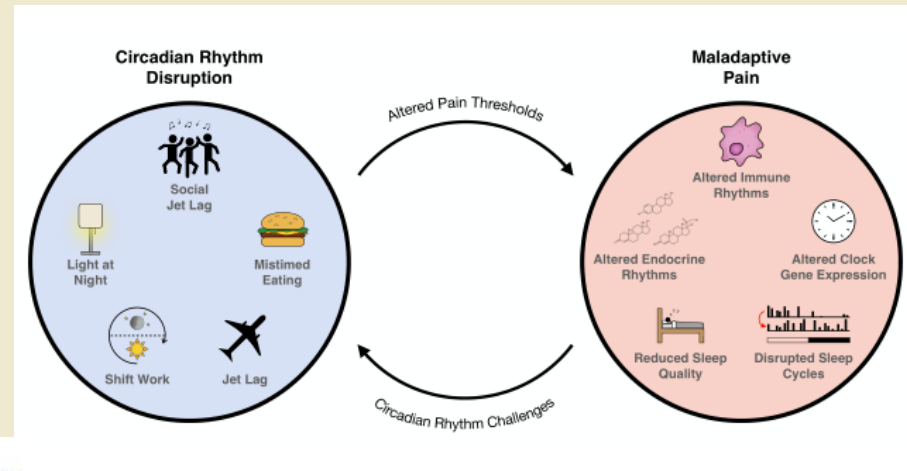 Circadian Rhythm
Disruption
Social
Jet Lag
Light at
Night
Mistimed
Eating
Shift Work
Jet Lag
Altered Pain Thresholds
Circadian Rhythm Challenges
Maladaptive
Pain
Altered Immune
Rhythms
Altered Endocrine
Rhythms
Altered Clock
Gene Expression
Reduced Sleep
Quality
Disrupted Sleep
Cycles